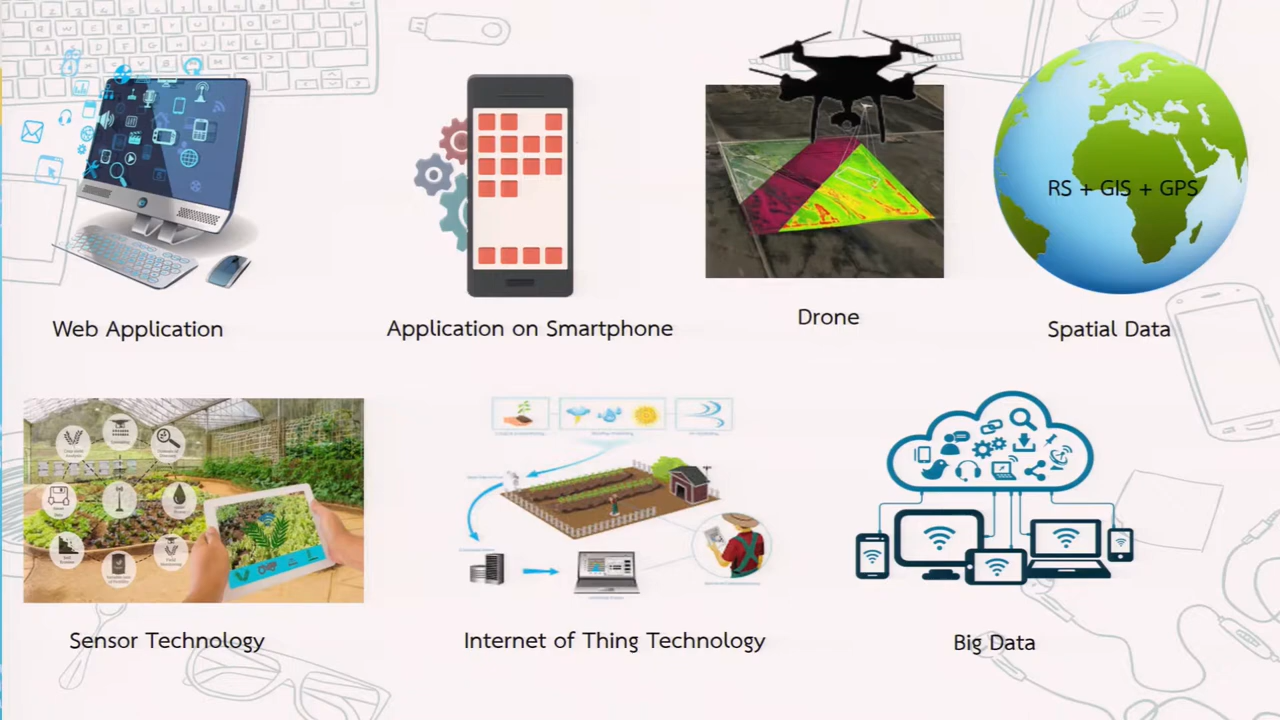 RS + GIS + GPS
Web Application
Application on Smartphone
Drone
Spatial Data
Sensor Technology
Internet of Thing Technology
Big Data